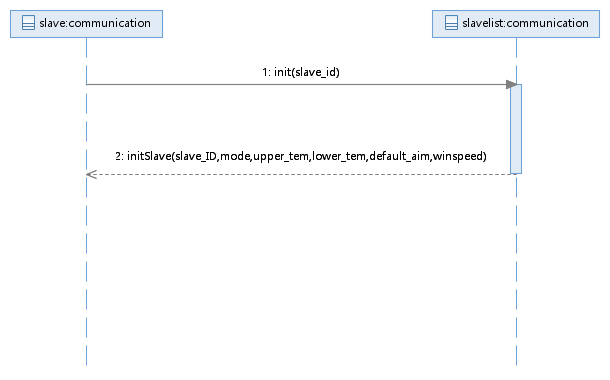 slave:communication
slavelist:communication
1: init(slave_id)
2: initSlave(slave_ID,mode,upper_tem,lower_tem,default_aim,winspeed)